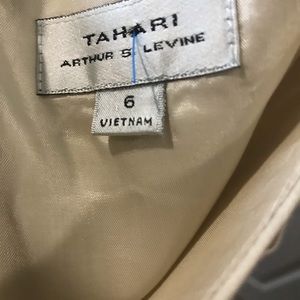 TAHARI
ARTHUR S. LEVINE
6
VIETNAM